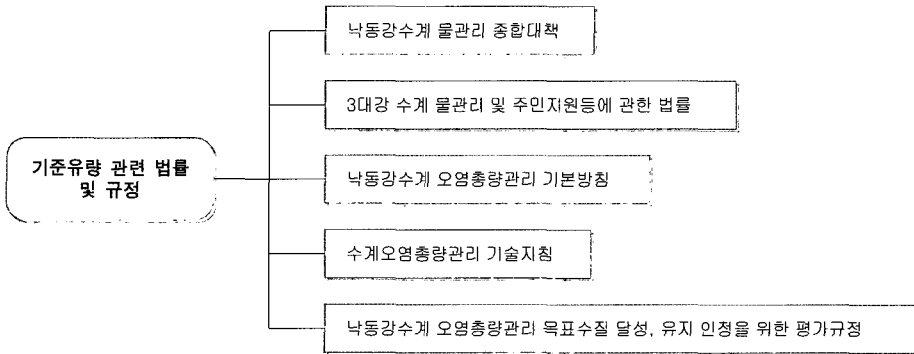 낙동강수계 물관리 종합대책
3대강 수계 물관리 및 주민지원등에 관한 법률
기준유량 관련 법률
및 규정
낙동강수계 오염총량관리 기본방침
수계오염총량관리 기술지침
낙동강수계 오염총량관리 목표수질 달성, 유지 인정을 위한 평가규정